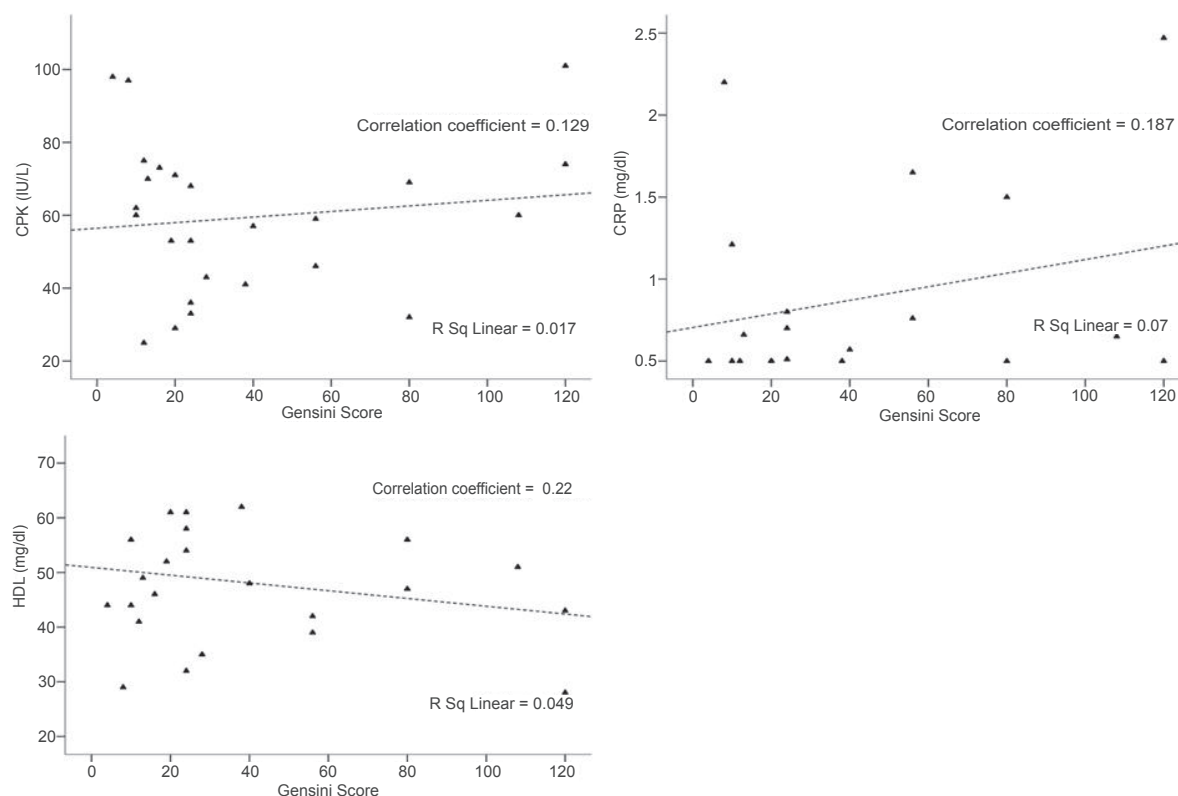 100
80
60
40
20
CPK (IU/L)
Correlation coefficient = 0.129
R Sq Linear = 0.017
0 20 40 60 80 100 120
Gensini Score
2.5
2
1.5
1
0.5
CRP (mg/dl)
Correlation coefficient = 0.187
R Sq Linear = 0.07
0 20 40 60 80 100 120
Gensini Score
70
60
50
40
30
20
HDL (mg/dl)
Correlation coefficient = 0.22
R Sq Linear = 0.049
0 20 40 60 80 100 120
Gensini Score